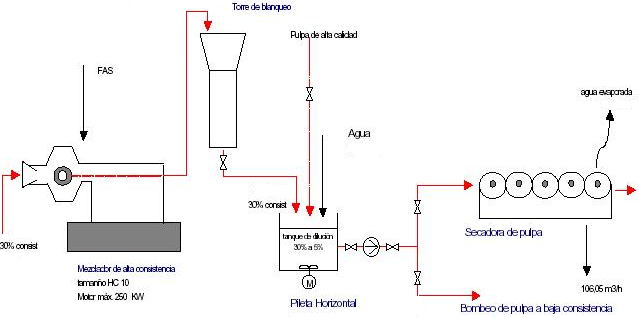 Torre de blanqueo
Pulpa de alta calidad
FAS
agua evaporada
Agua
30% consist
30% consist
tanque de dilución
30% a 5%
Secadora de pulpa
Mezclador de alta consistencia
tamanño HC 10
Motor máx. 250 KW
M
Pileta Horizontal
106,05 m3/h
Bombeo de pulpa a baja consistencia